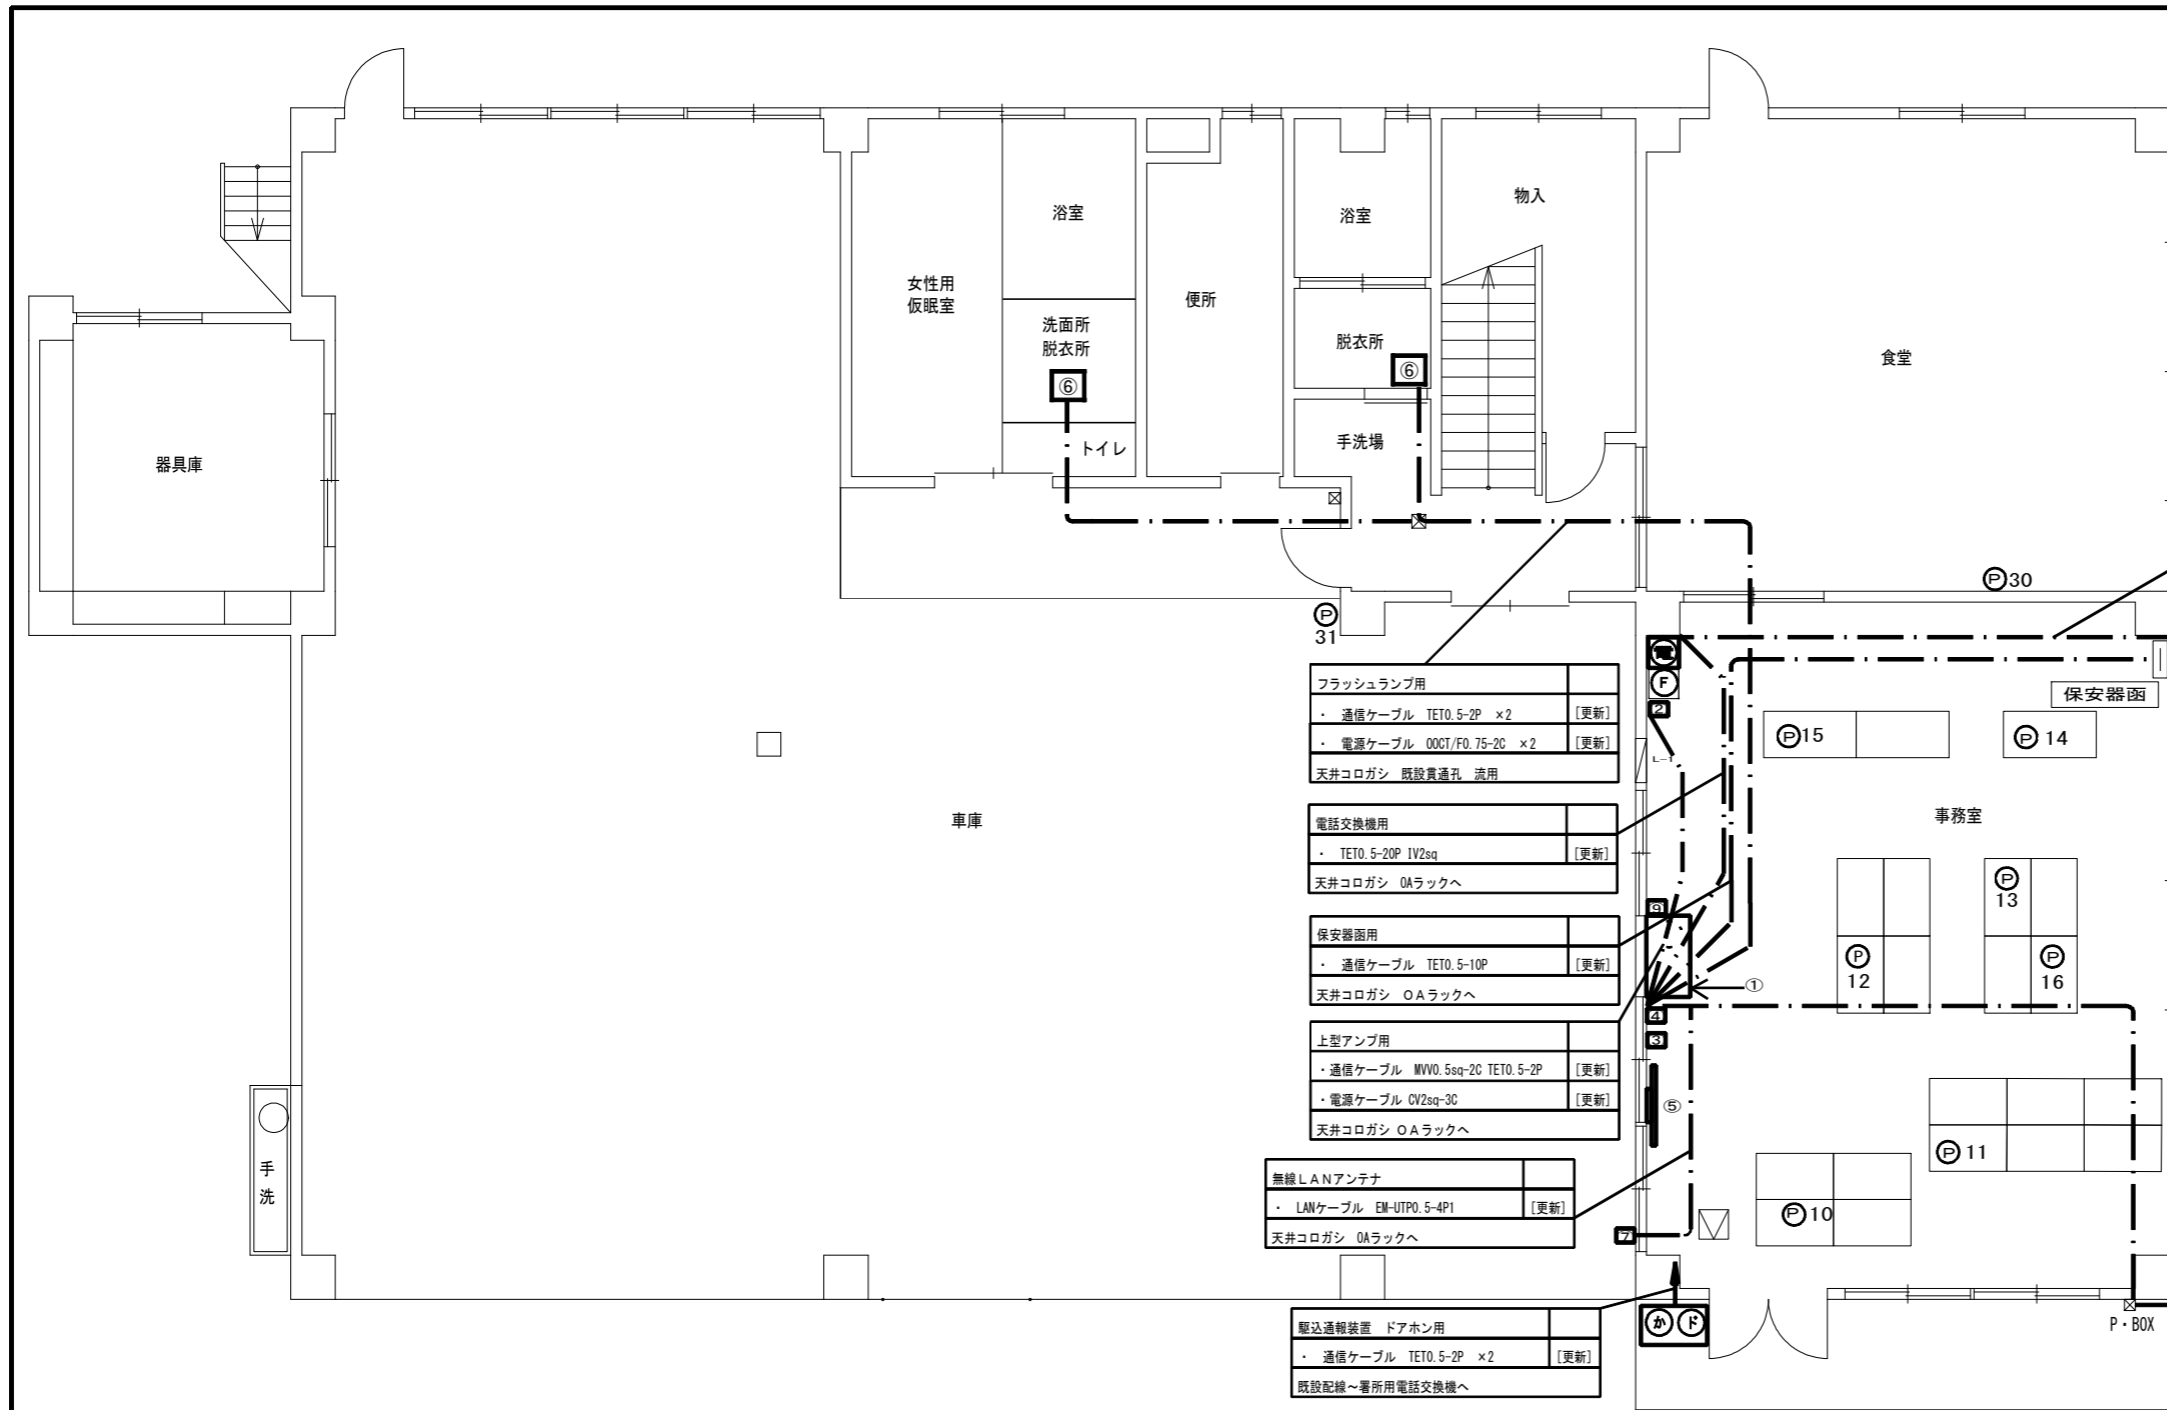 浴室
物入
浴室
女性用
仮眠室
便所
洗面所
脱衣所
脱衣所
⑥
⑥
食堂
手洗場
トイレ
器具庫
Ⓟ30
Ⓟ
31
電
Ⓕ
2
保安器函
フラッシュランプ用
・ 通信ケーブル TET0.5-2P ×2 [更新]
・ 電源ケーブル OOCT/F0.75-2C ×2 [更新]
天井コロガシ 既設貫通孔 流用
Ⓟ15
Ⓟ 14
L-1
車庫
事務室
電話交換機用
・ TET0.5-20P IV2sq [更新]
天井コロガシ OAラックへ
Ⓟ
13
9
保安器函用
・ 通信ケーブル TET0.5-10P [更新]
天井コロガシ OAラックへ
Ⓟ
12
Ⓟ
16
①
4
3
上型アンプ用
・通信ケーブル MVV0.5sq-2C TET0.5-2P [更新]
・電源ケーブル CV2sq-3C [更新]
天井コロガシ OAラックへ
⑤
Ⓟ 11
手
洗
無線LANアンテナ
・ LANケーブル EM-UTP0.5-4P1 [更新]
天井コロガシ OAラックへ
Ⓟ10
7
か ド
P・BOX
駆込通報装置 ドアホン用
・ 通信ケーブル TET0.5-2P ×2 [更新]
既設配線～署所用電話交換機へ